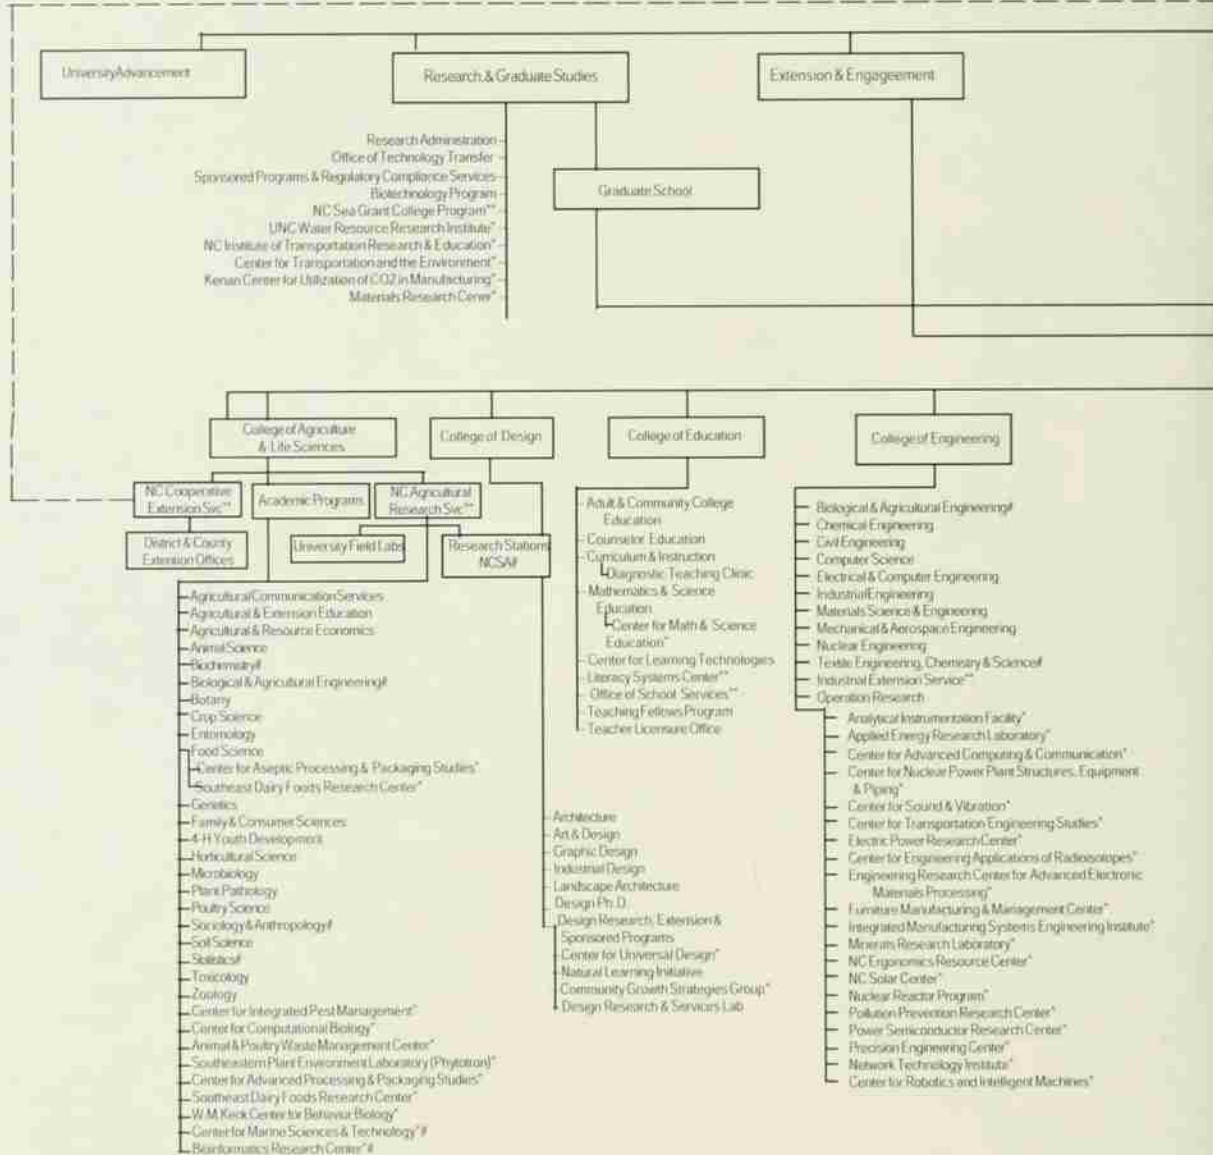 UniversityAdvancement
Research & Graduate Studies
Extension & Engageement
Research Administration
Office of Technology Transfer
Sponsored Programs & Regulatory Compliance Services
Biotechnology Program
NC Sea Grant College Program**
UNC Water Resource Research Institute*
NC Institute of Transportation Research & Education*
Center for Transportation and the Environment*
Kenan Center for Utilization of CO2 in Manufacturing*
Materials Research Cener*
Graduate School
College of Agriculture
& Life Sciences
College of Design
College of Education
College of Engineering
NC Cooperative
Extension Svc**
Academic Programs
NC Agricultural
Research Svc**
District & County
Extention Offices
University Field Labs
Research Stations
NCSA#
Agricultural Communication Services
Agricultural & Extension Education
Agricultural & Resource Economics
Animal Science
Biochemistry#
Biological & Agricultural Engineering#
Botany
Crop Science
Entomology
Food Science
Center for Aseptic Processing & Packaging Studies*
Southeast Dairy Foods Research Center*
Genetics
Family & Consumer Sciences
4-H Youth Development
Horticultural Science
Microbiology
Plant Pathology
Poultry Science
Sociology & Anthropology#
Soil Science
Statistics#
Toxicology
Zoology
Center for Integrated Pest Management*
Center for Computational Biology*
Animal & Poultry Waste Management Center*
Southeastern Plant Environment Laboratory (Phytotron)*
Center for Advanced Processing & Packaging Studies*
Southeast Dairy Foods Research Center*
W.M. Keck Center for Behavior Biology*
Center for Marine Sciences & Technology*#
Bioinformatics Research Center*#
Architecture
Art & Design
Graphic Design
Industrial Design
Landscape Architecture
Design Ph.D.
Design Research, Extension &
Sponsored Programs
Center for Universal Design*
Natural Learning Initiative
Community Growth Strategies Group*
Design Research & Services Lab
Adult & Community College
Education
Counselor Education
Curriculum & Instruction
Diagnostic Teaching Clinic
Mathematics & Science
Education
Center for Math & Science
Education*
Center for Learning Technologies
Literacy Systems Center**
Office of School Services**
Teaching Fellows Program
Teacher Licensure Office
Biological & Agricultural Engineering#
Chemical Engineering
Civil Engineering
Computer Science
Electrical & Computer Engineering
Industrial Engineering
Materials Science & Engineering
Mechanical & Aerospace Engineering
Nuclear Engineering
Textile Engineering, Chemistry & Science#
Industrial Extension Service**
Operation Research
Analytical Instrumentation Facility*
Applied Energy Research Laboratory*
Center for Advanced Computing & Communication*
Center for Nuclear Power Plant Structures, Equipment
& Piping*
Center for Sound & Vibration*
Center for Transportation Engineering Studies*
Electric Power Research Center*
Center for Engineering Applications of Radioisotopes*
Engineering Research Center for Advanced Electronic
Materials Processing*
Furniture Manufacturing & Management Center*
Integrated Manufacturing Systems Engineering Institute*
Minerals Research Laboratory*
NC Ergonomics Resource Center*
NC Solar Center*
Nuclear Reactor Program*
Pollution Prevention Research Center*
Power Semiconductor Research Center*
Precision Engineering Center*
Network Technology Institute*
Center for Robotics and Intelligent Machines*